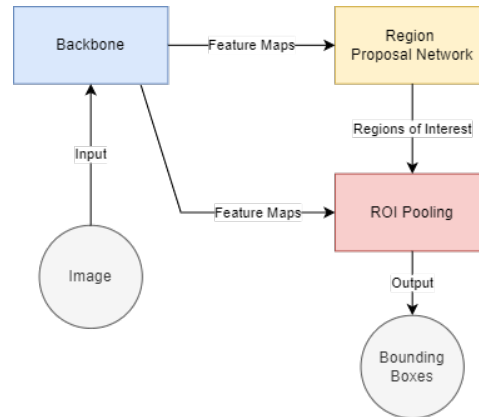 Backbone
Feature Maps
Region
Proposal Network
Input
Regions of Interest
Feature Maps
ROI Pooling
Image
Output
Bounding
Boxes